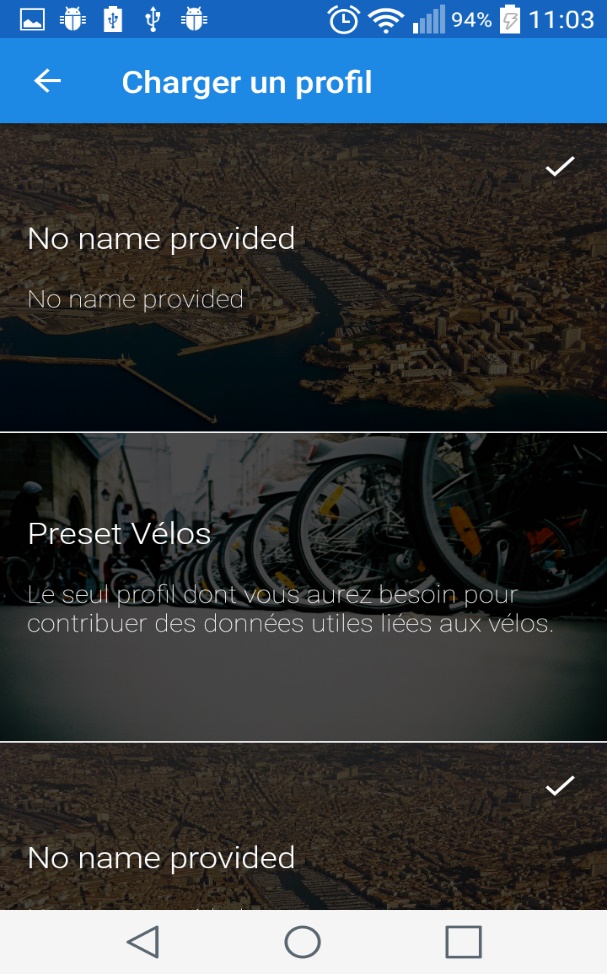 94% 11:03
Charger un profil
No name provided
No name provided
Preset Vélos
Le seul profil dont vous aurez besoin pour
contribuer des données utiles liées aux vélos.
No name provided